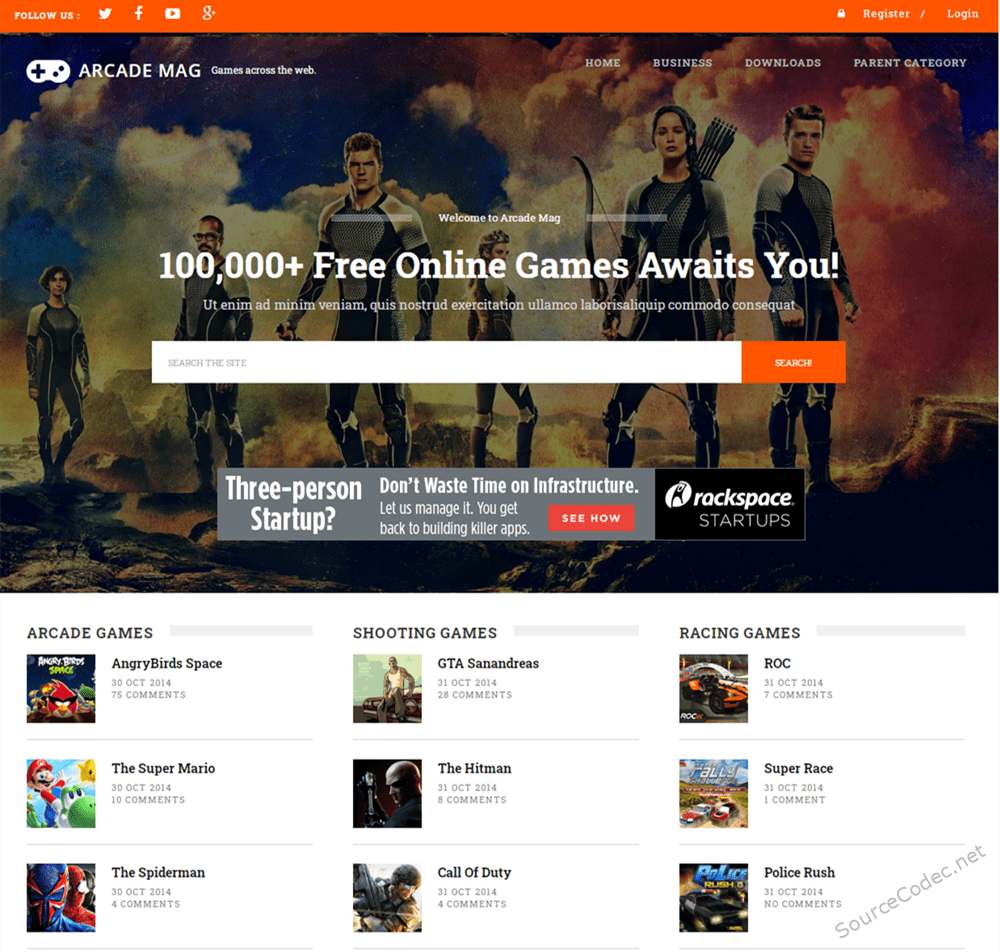 FOLLOW US :
Register / Login
ARCADE MAG Games across the web.
HOME BUSINESS DOWNLOADS PARENT CATEGORY
Welcome to Arcade Mag
100,000+ Free Online Games Awaits You!
Ut enim ad minim veniam, quis nostrud exercitation ullamco laborisaliquip commodo consequat
SEARCH THE SITE
SEARCH!
Three-person
Startup?
Don't Waste Time on Infrastructure.
Let us manage it. You get
back to building killer apps.
SEE HOW
rackspace.
STARTUPS
ARCADE GAMES
ANGRY BIRDS
SPACE
AngryBirds Space
30 OCT 2014
75 COMMENTS
The Super Mario
30 OCT 2014
10 COMMENTS
The Spiderman
30 OCT 2014
4 COMMENTS
SHOOTING GAMES
GTA Sanandreas
31 OCT 2014
28 COMMENTS
The Hitman
31 OCT 2014
8 COMMENTS
Call Of Duty
31 OCT 2014
4 COMMENTS
RACING GAMES
ROC
31 OCT 2014
7 COMMENTS
Super Race
31 OCT 2014
1 COMMENT
POLICE
RUSH
Police Rush
31 OCT 2014
NO COMMENTS
SourceCodec.net